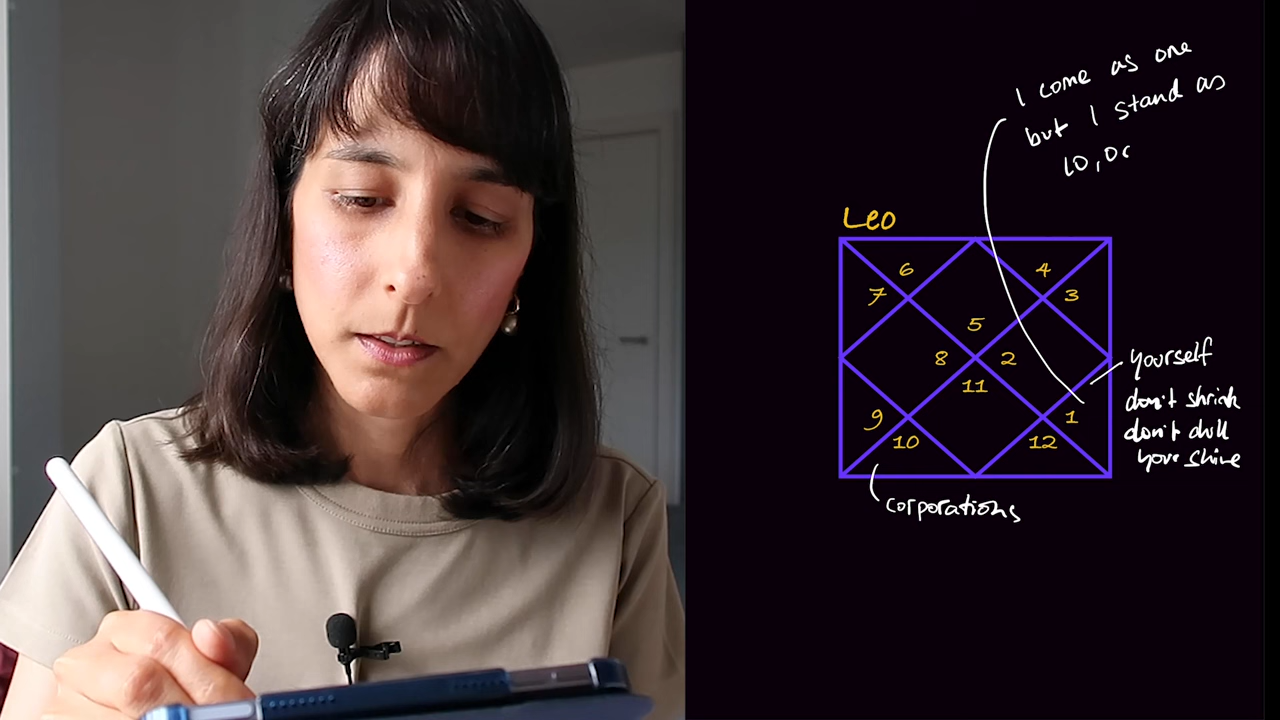 I come as one
but I stand as
10,00
Leo
6
4
7
3
5
8
2
11
yourself
don't shrink
9
1
don't dull
10
12
your shine
corporations